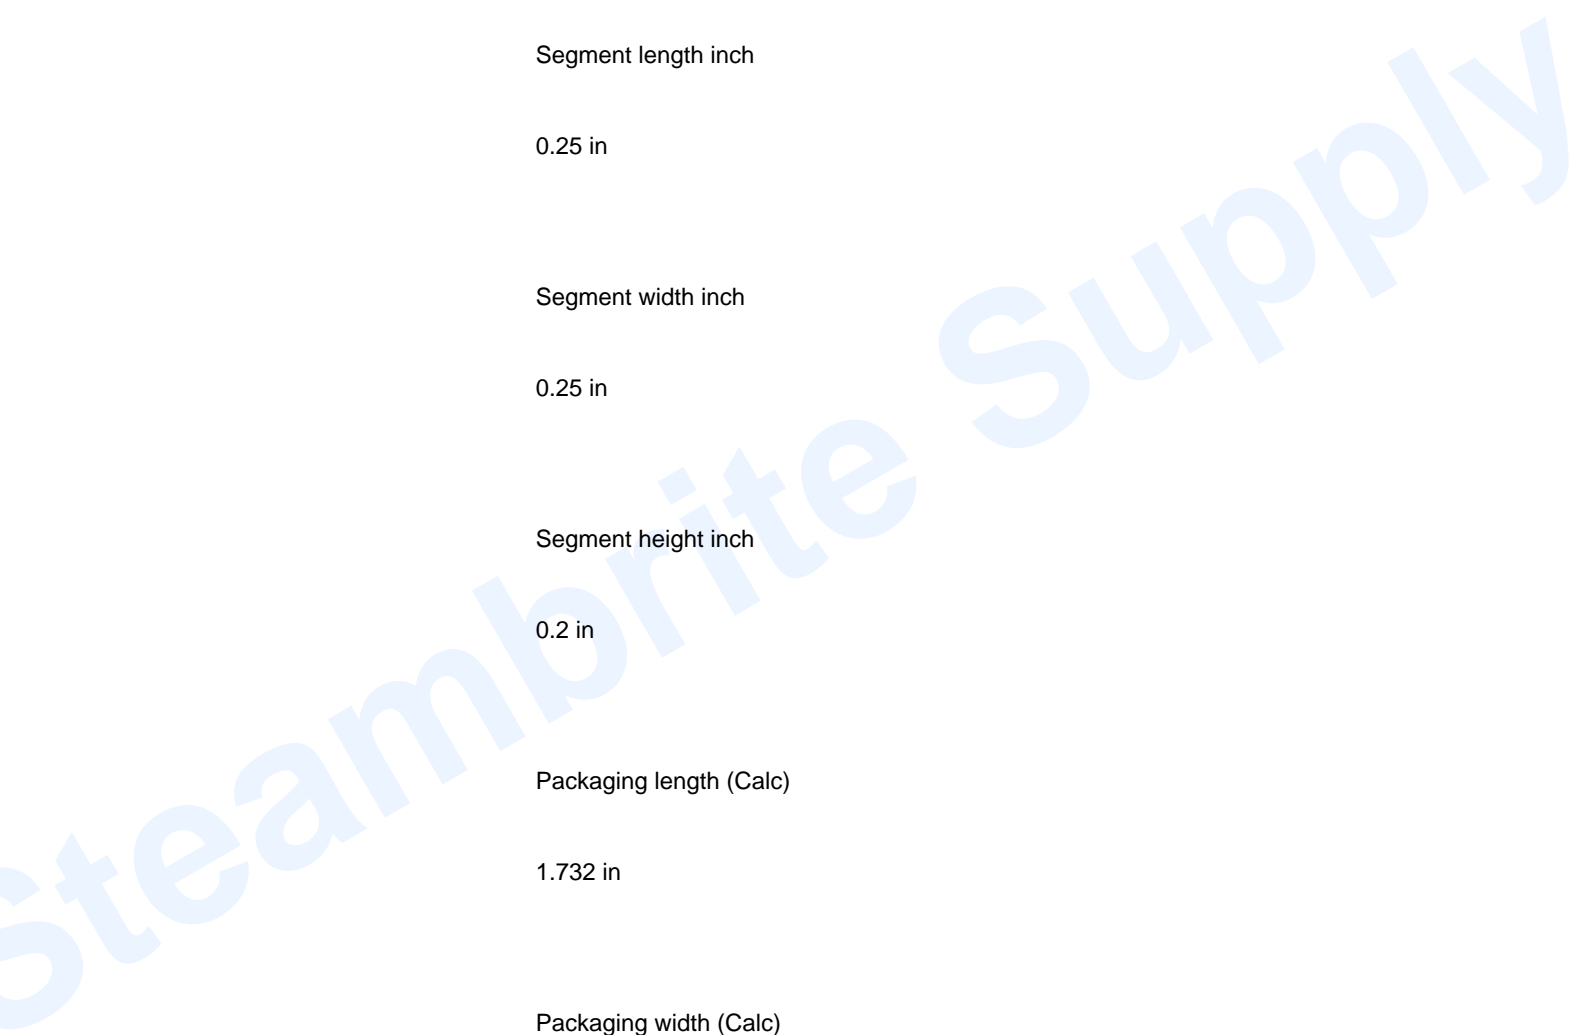 Segment length inch
0.25 in
Segment width inch
0.25 in
Segment height inch
0.2 in
Packaging length (Calc)
1.732 in
Packaging width (Calc)
Steambrite Supply